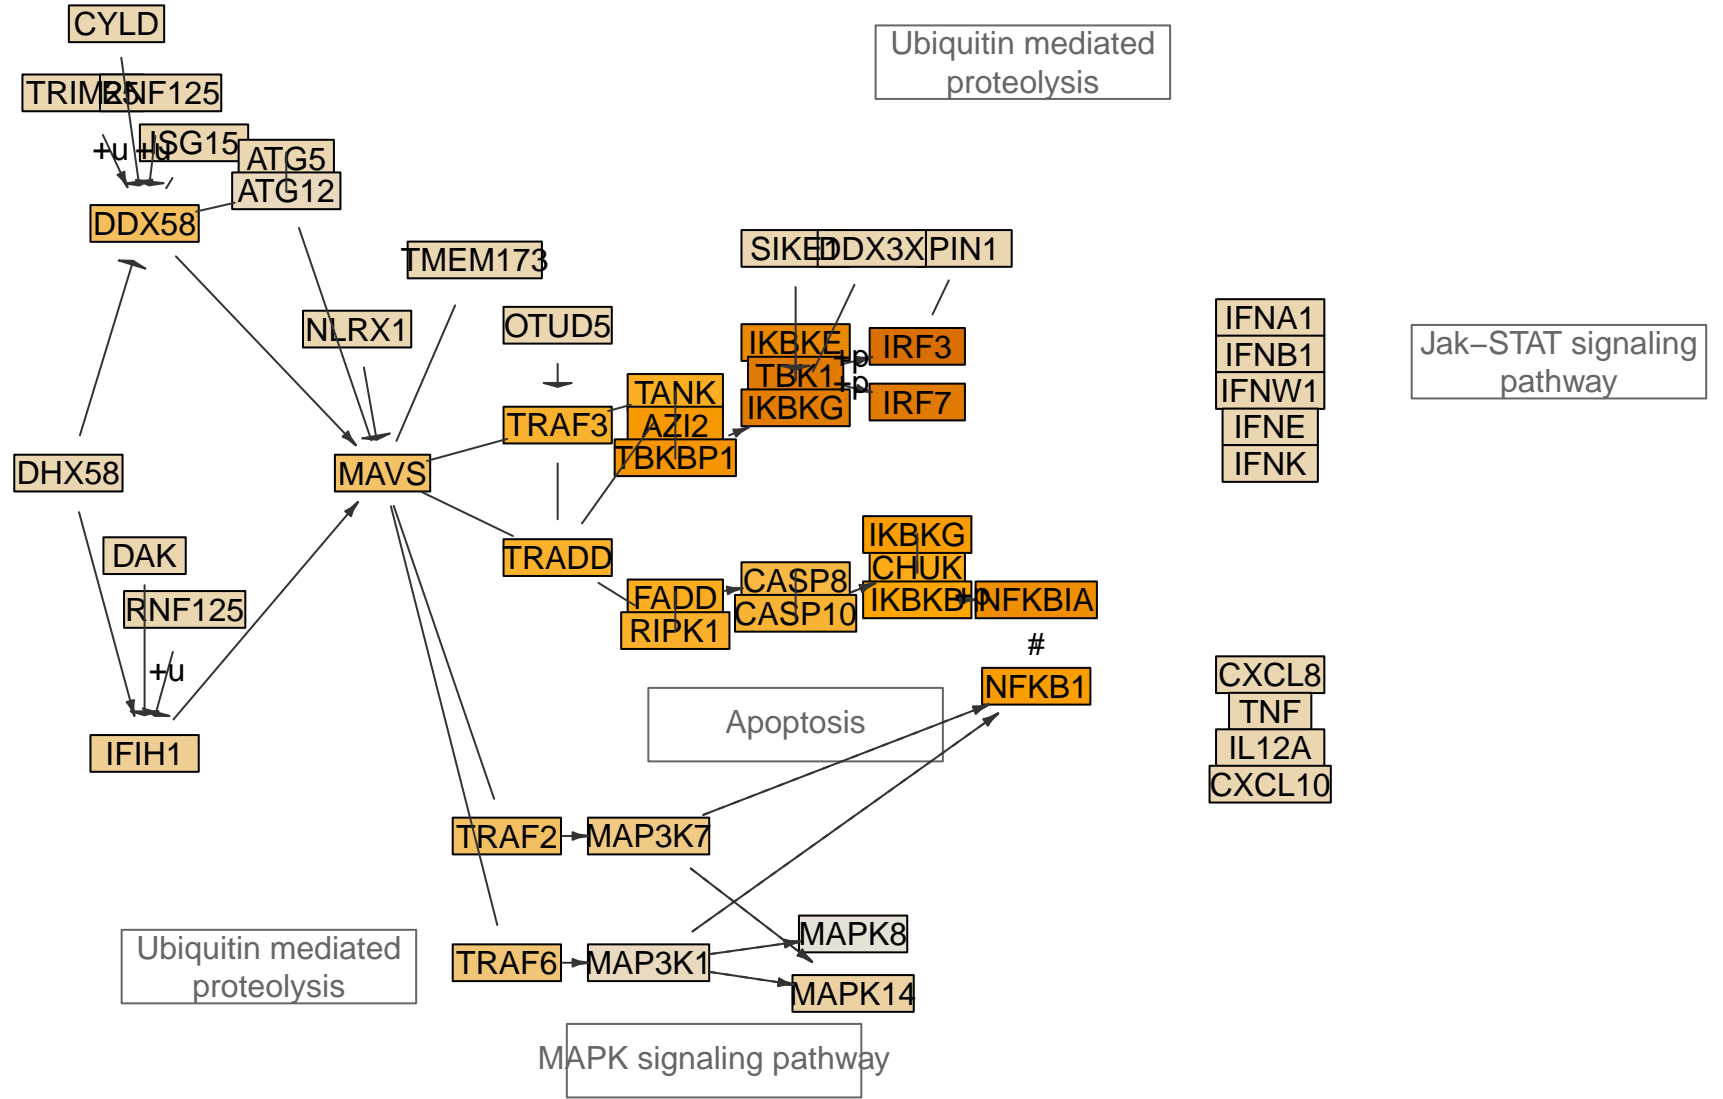 CYLD
Ubiquitin mediated
proteolysis
TRIM25
RNF125
+u
+u
ISG15
ATG5
ATG12
DDX58
TMEM173
SIKE1
DDX3X
PIN1
NLRX1
OTUD5
IKBKE
TBK1
IKBKG
+p
+p
IRF3
IRF7
IFNA1
IFNB1
IFNW1
IFNE
IFNK
Jak–STAT signaling
pathway
TRAF3
TANK
AZI2
TBKBP1
DHX58
MAVS
DAK
RNF125
+u
IFIH1
TRADD
FADD
RIPK1
CASP8
CASP10
IKBKG
CHUK
IKBKB
+p
NFKBIA
#
NFKB1
CXCL8
TNF
IL12A
CXCL10
Apoptosis
TRAF2
MAP3K7
TRAF6
MAP3K1
MAPK8
MAPK14
Ubiquitin mediated
proteolysis
MAPK signaling pathway